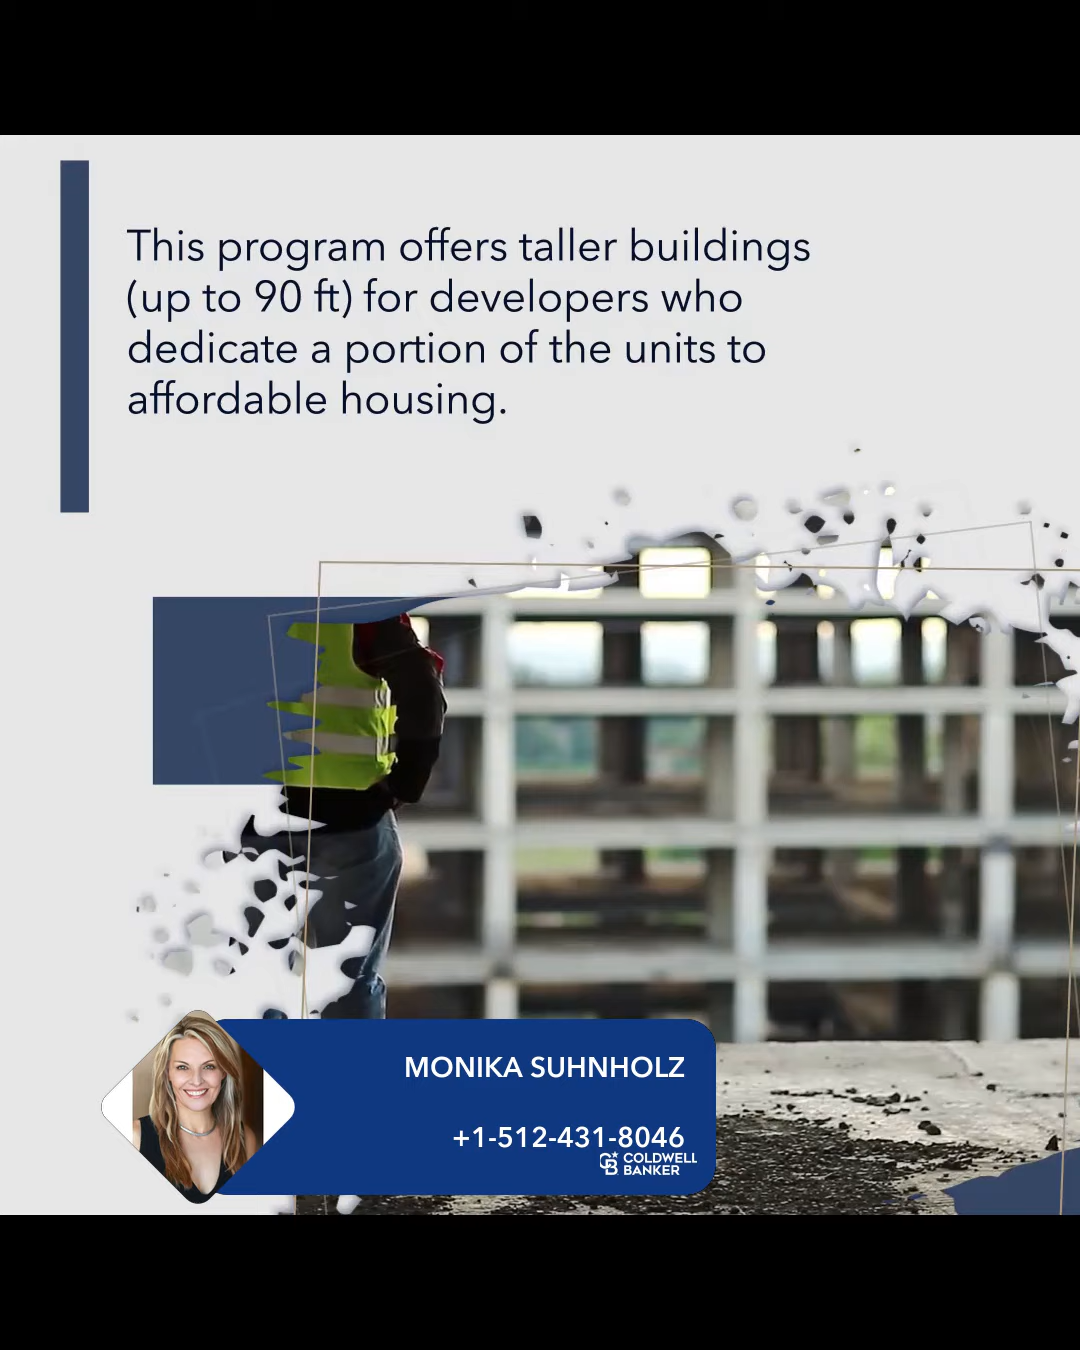 This program offers taller buildings
(up to 90 ft) for developers who
dedicate a portion of the units to
affordable housing.
MONIKA SUHNHOLZ
+1-512-431-8046
CB COLDWELL
BANKER